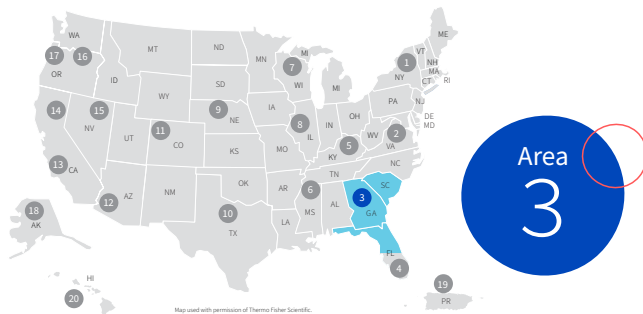 WA
MT
ND
MN
MI
VT
ME
NH
MA
RI
CT
NY
1
17
16
OR
ID
WY
SD
7
WI
MI
PA
NJ
DE
MD
14
15
NV
UT
11
CO
9
NE
IA
8
IL
IN
OH
WV
2
VA
KS
MO
5
KY
NC
13
CA
12
AZ
NM
OK
AR
TN
SC
6
MS
AL
3
GA
10
TX
LA
FL
4
18
AK
HI
20
19
PR
Map used with permission of Thermo Fisher Scientific.
Area
3